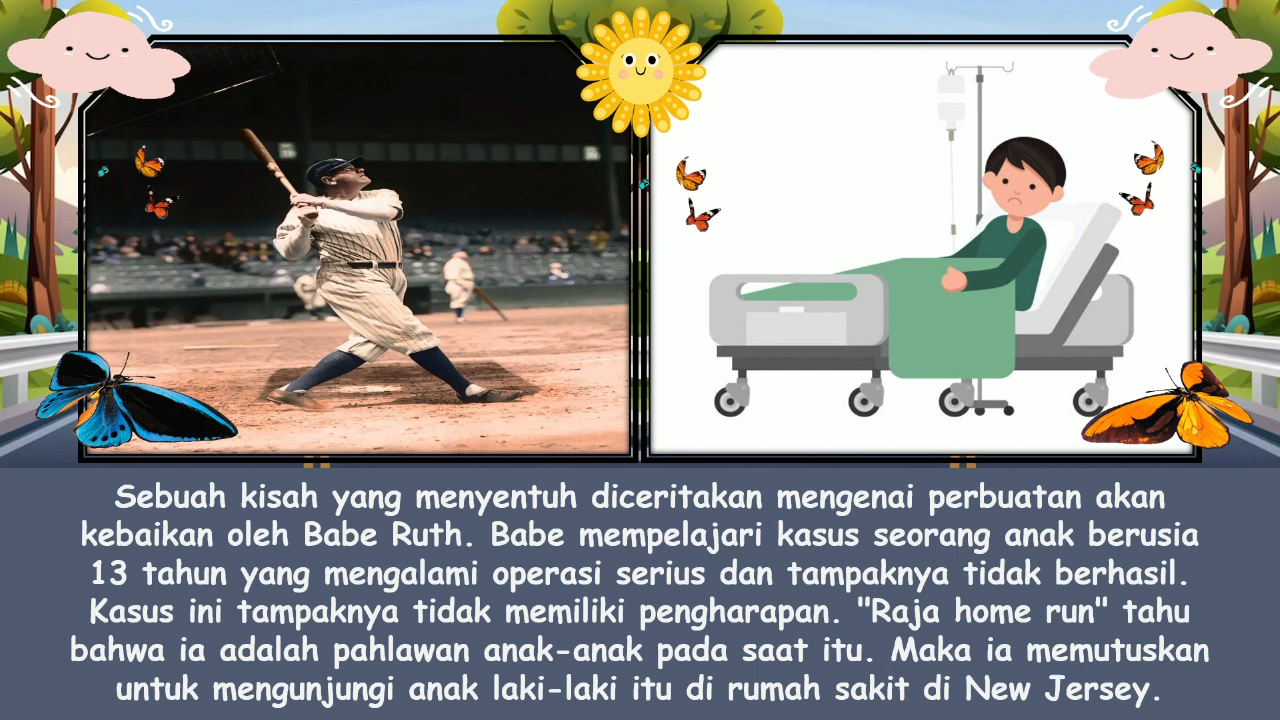 Sebuah kisah yang menyentuh diceritakan mengenai perbuatan akan
kebaikan oleh Babe Ruth. Babe mempelajari kasus seorang anak berusia
13 tahun yang mengalami operasi serius dan tampaknya tidak berhasil.
Kasus ini tampaknya tidak memiliki pengharapan. "Raja home run" tahu
bahwa ia adalah pahlawan anak-anak pada saat itu. Maka ia memutuskan
untuk mengunjungi anak laki-laki itu di rumah sakit di New Jersey.